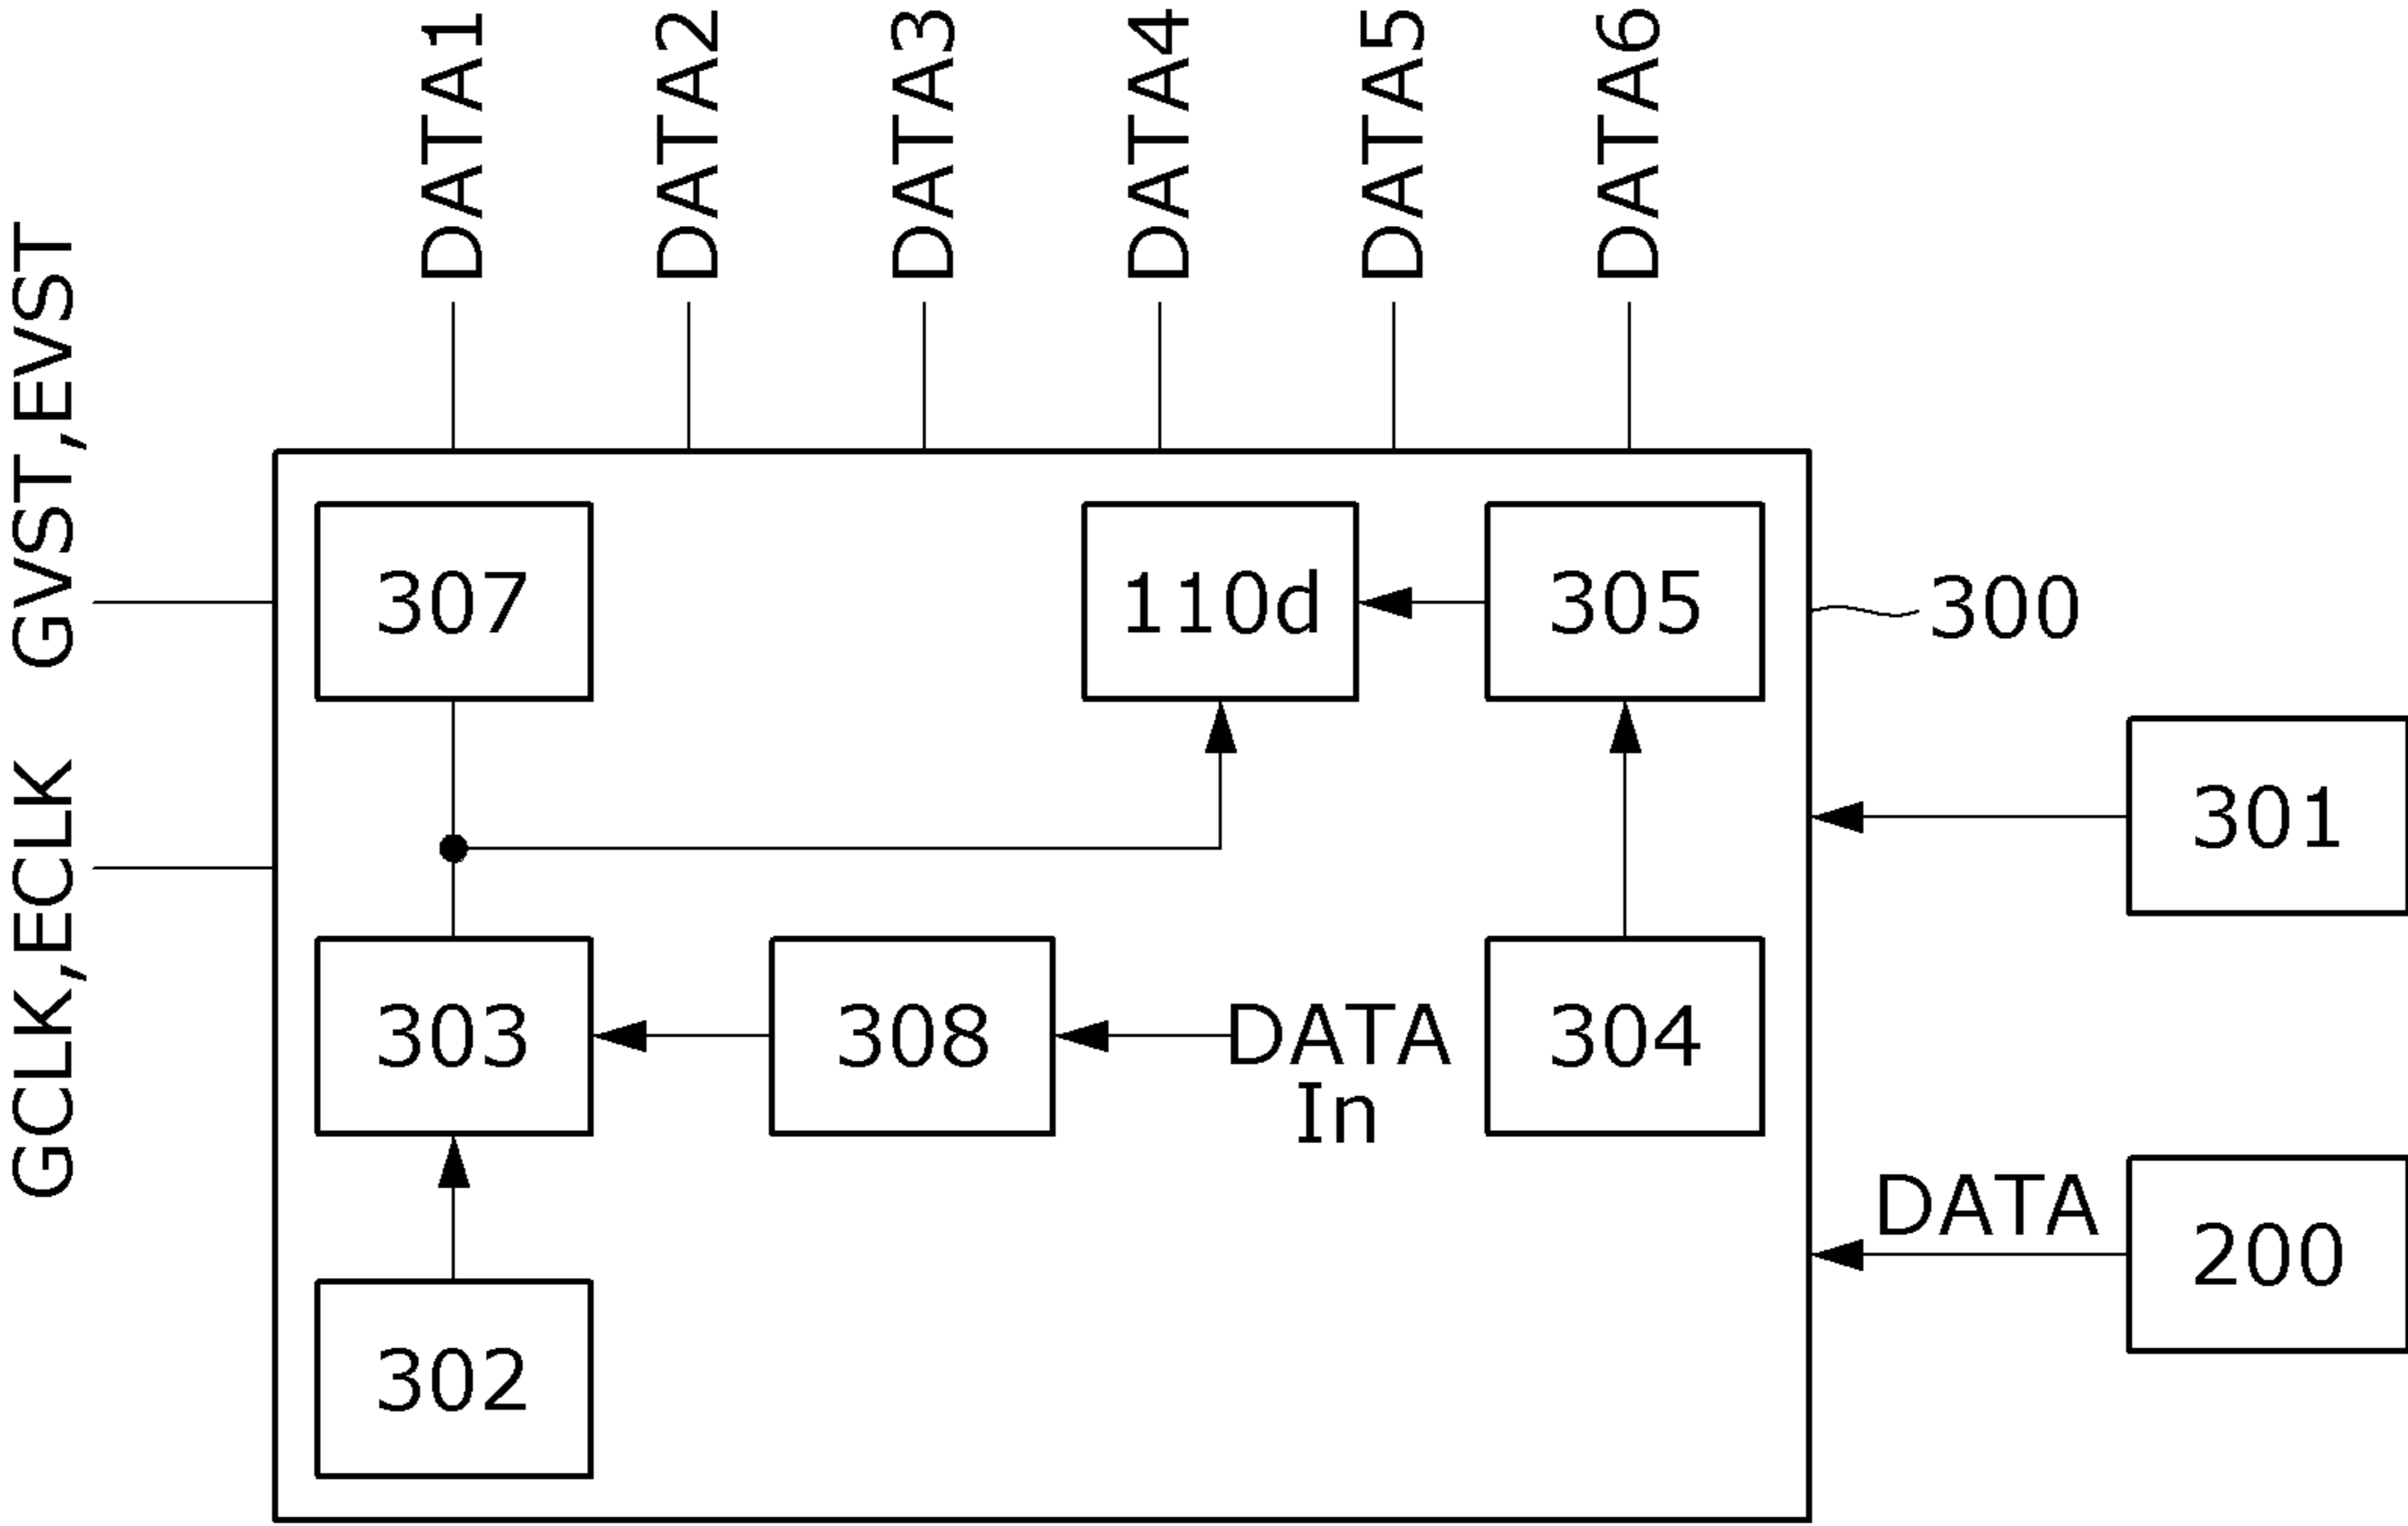 DATA1
DATA2
DATA3
DATA4
DATA5
DATA6
GVST,EVST
GCLK,ECLK
307
110d
305
300
301
303
308
DATA
In
304
DATA
200
302